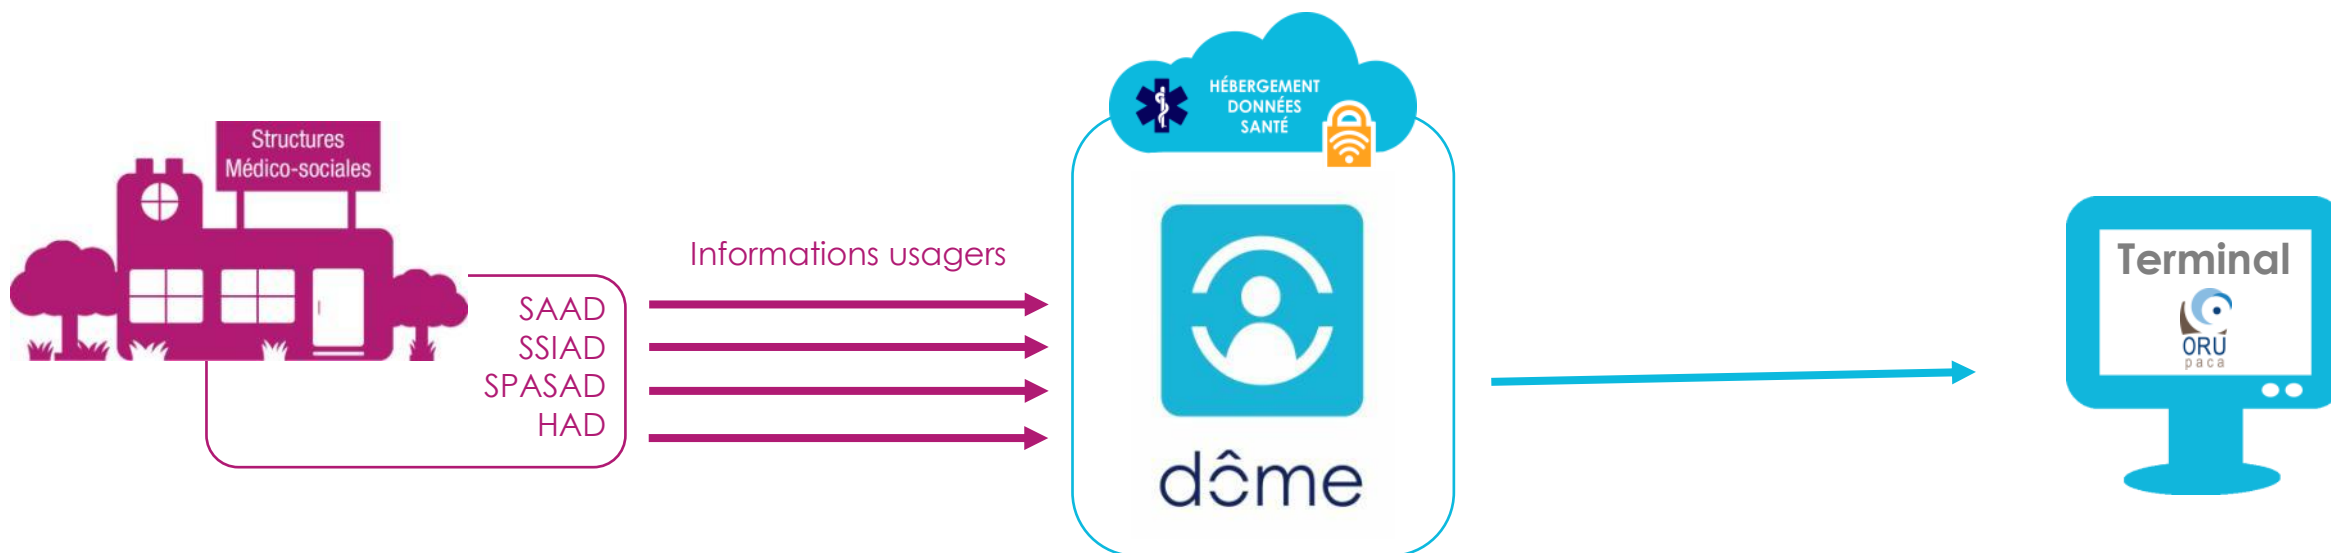 Structures
Médico-sociales
SAAD
SSIAD
SPASAD
HAD
Informations usagers
HÉBERGEMENT
DONNÉES
SANTÉ
dôme
Terminal
ORU
paca